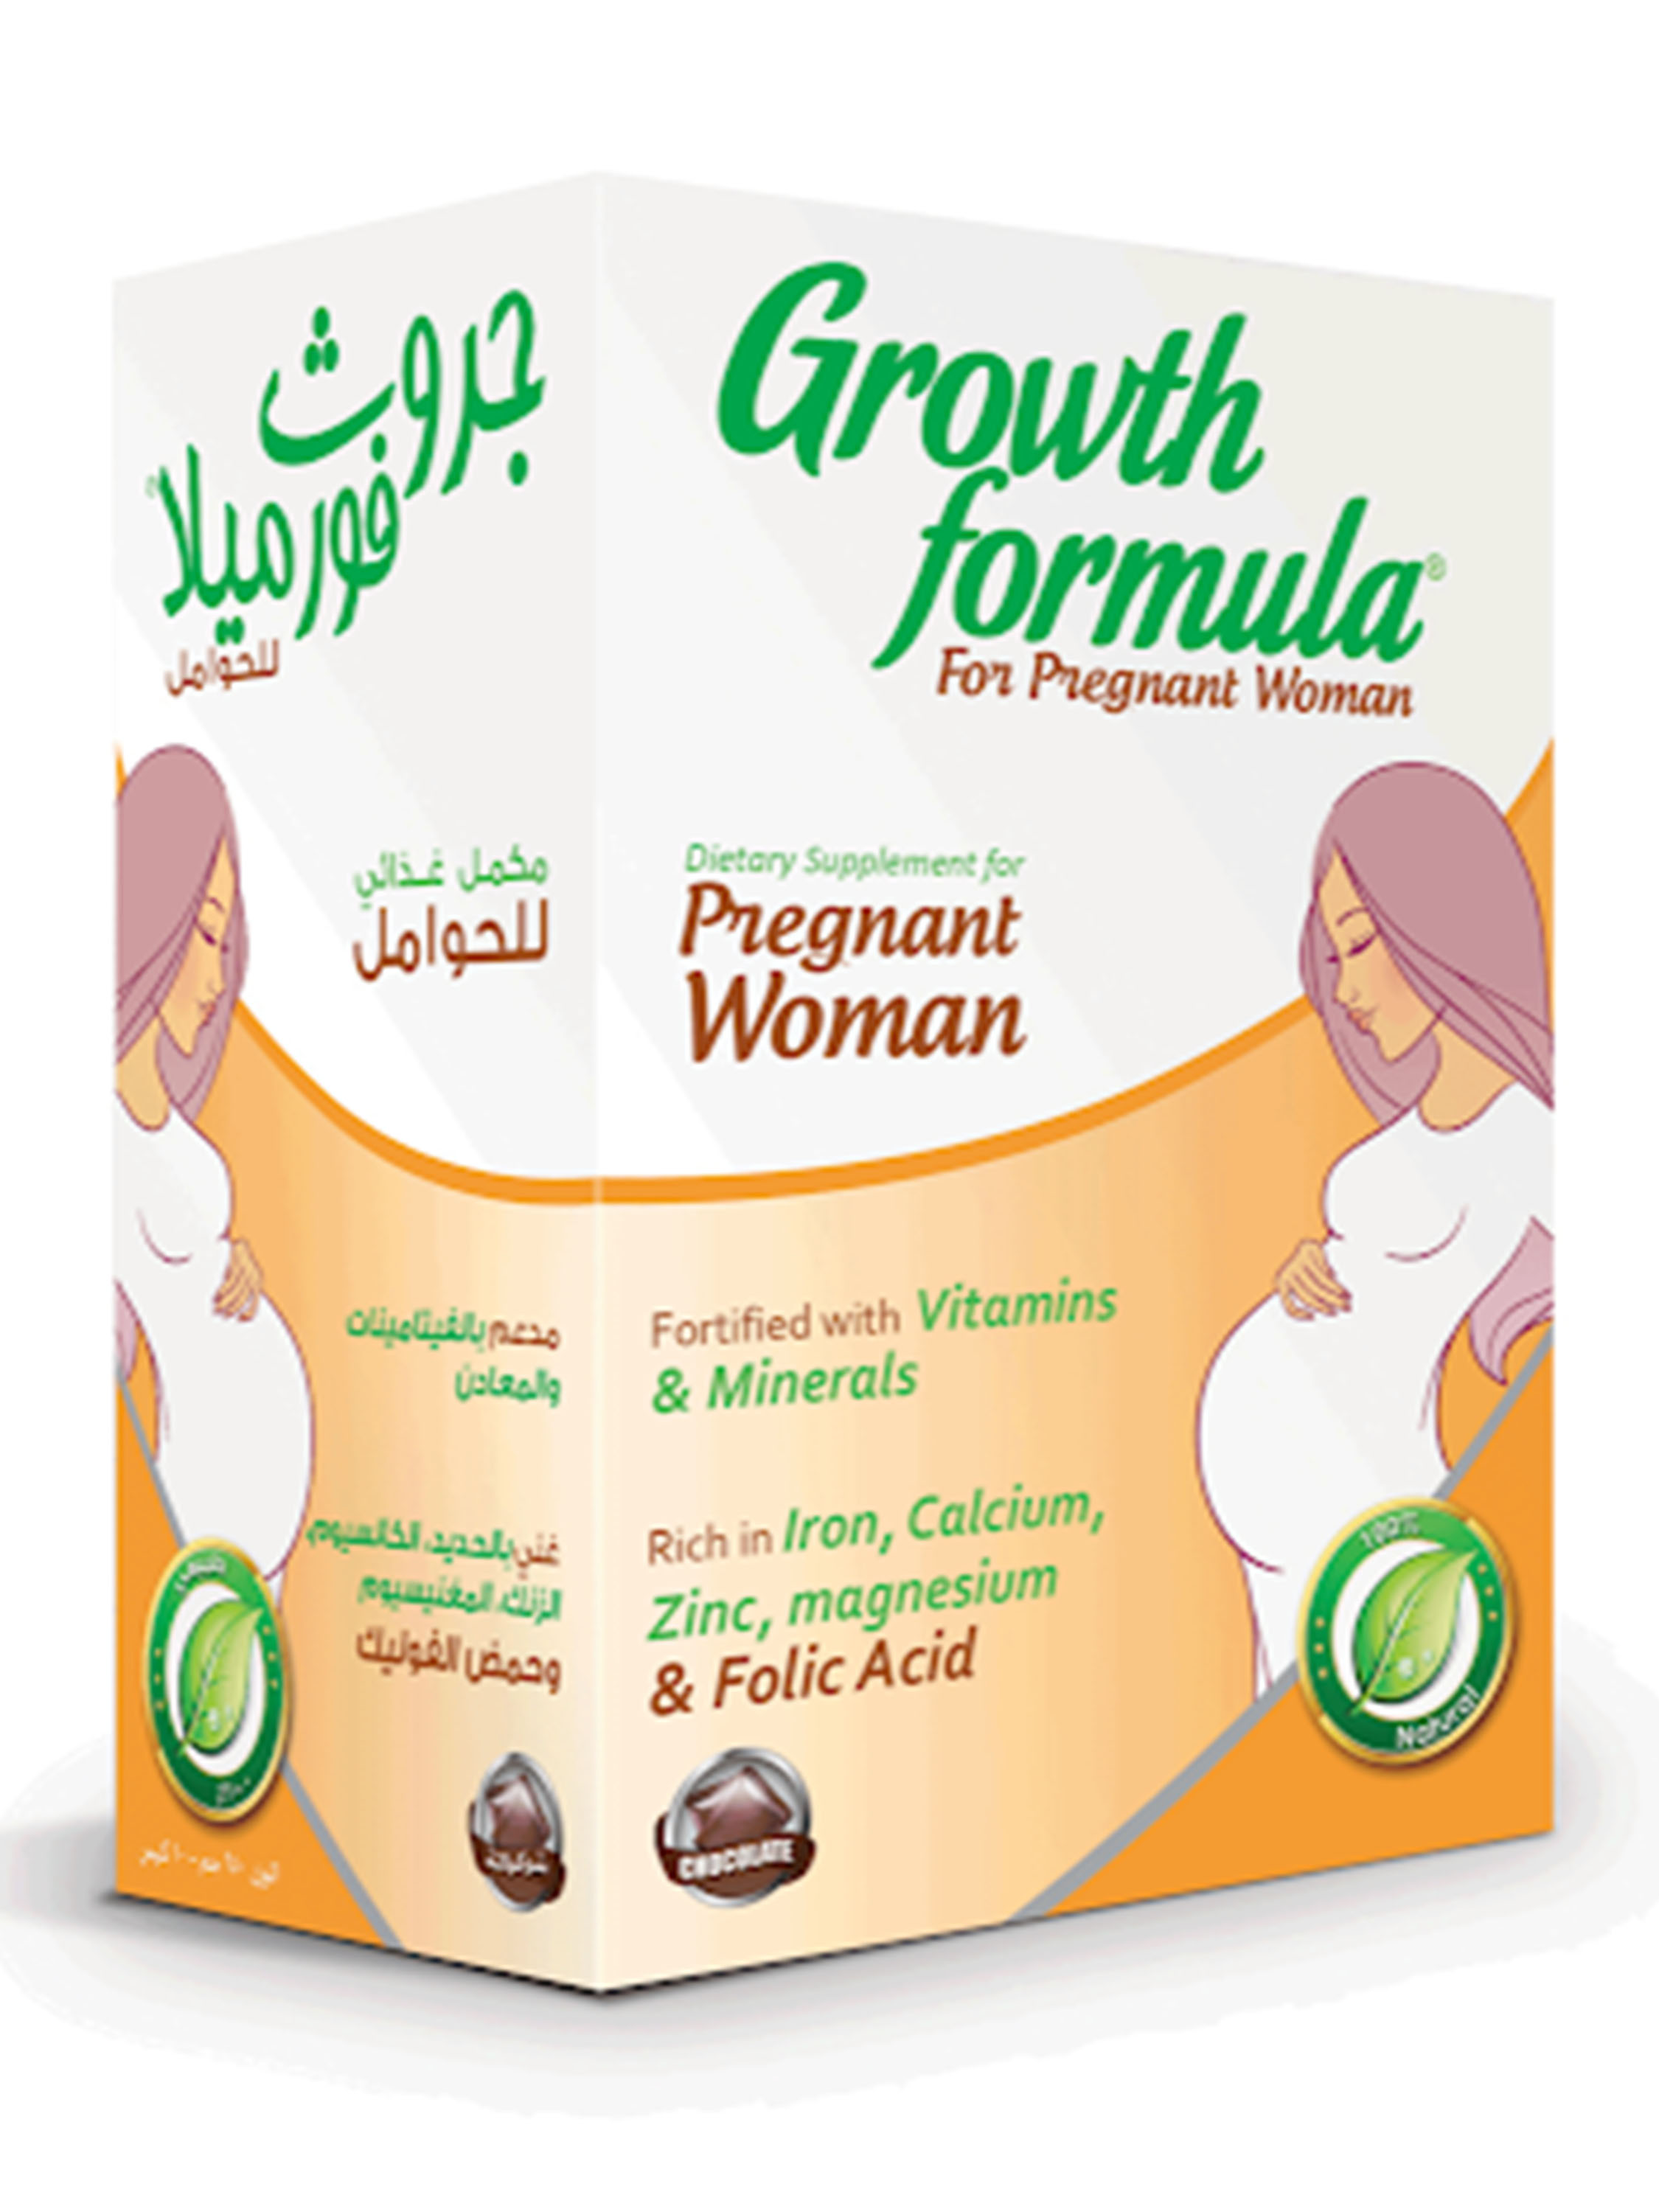 Growth
formula®
For Pregnant Woman
Dietary Supplement for
Pregnant
Woman
Fortified with Vitamins
& Minerals
Rich in Iron, Calcium,
Zinc, magnesium
& Folic Acid
CHOCOLATE
100%
Natural
جروث
فورميلا
للحوامل
مكمل غذائي
للحوامل
مدعم بالفيتامينات
والمعادن
غني بالحديد، الكالسيوم،
الزنك، المغنيسيوم
وحمض الفوليك
شوكولاتة
طبيعي